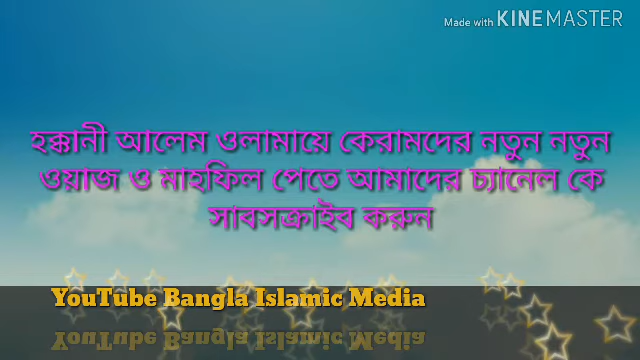 Made with KINEMASTER
হক্কানী আলেম ওলামায়ে কেরামদের নতুন নতুন
ওয়াজ ও মাহফিল পেতে আমাদের চ্যানেল কে
সাবসক্রাইব করুন
YouTube Bangla Islamic Media